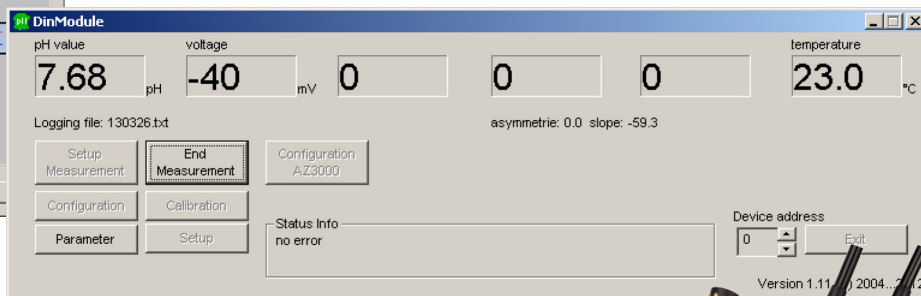 DinModule
pH value voltage temperature
7.68 pH -40 mV 0 0 0 23.0 °C
Logging file: 130326.txt asymmetrie: 0.0 slope: -59.3
Setup Measurement End Measurement Configuration AZ3000
Configuration Calibration
Parameter Setup
Status Info
no error
Device address
0 Exit
Version 1.11 2004...